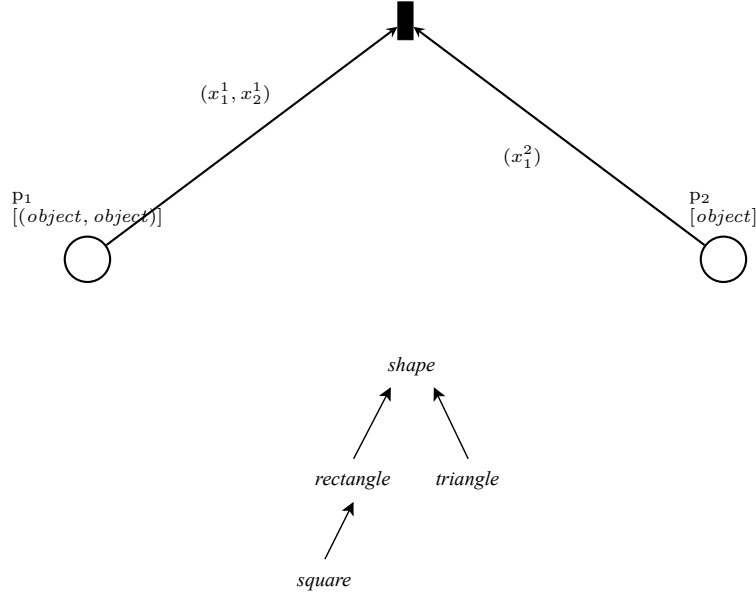 (x₁¹, x₂¹)
(x₁²)
p₁
[(object, object)]
p₂
[object]
shape
rectangle
triangle
square